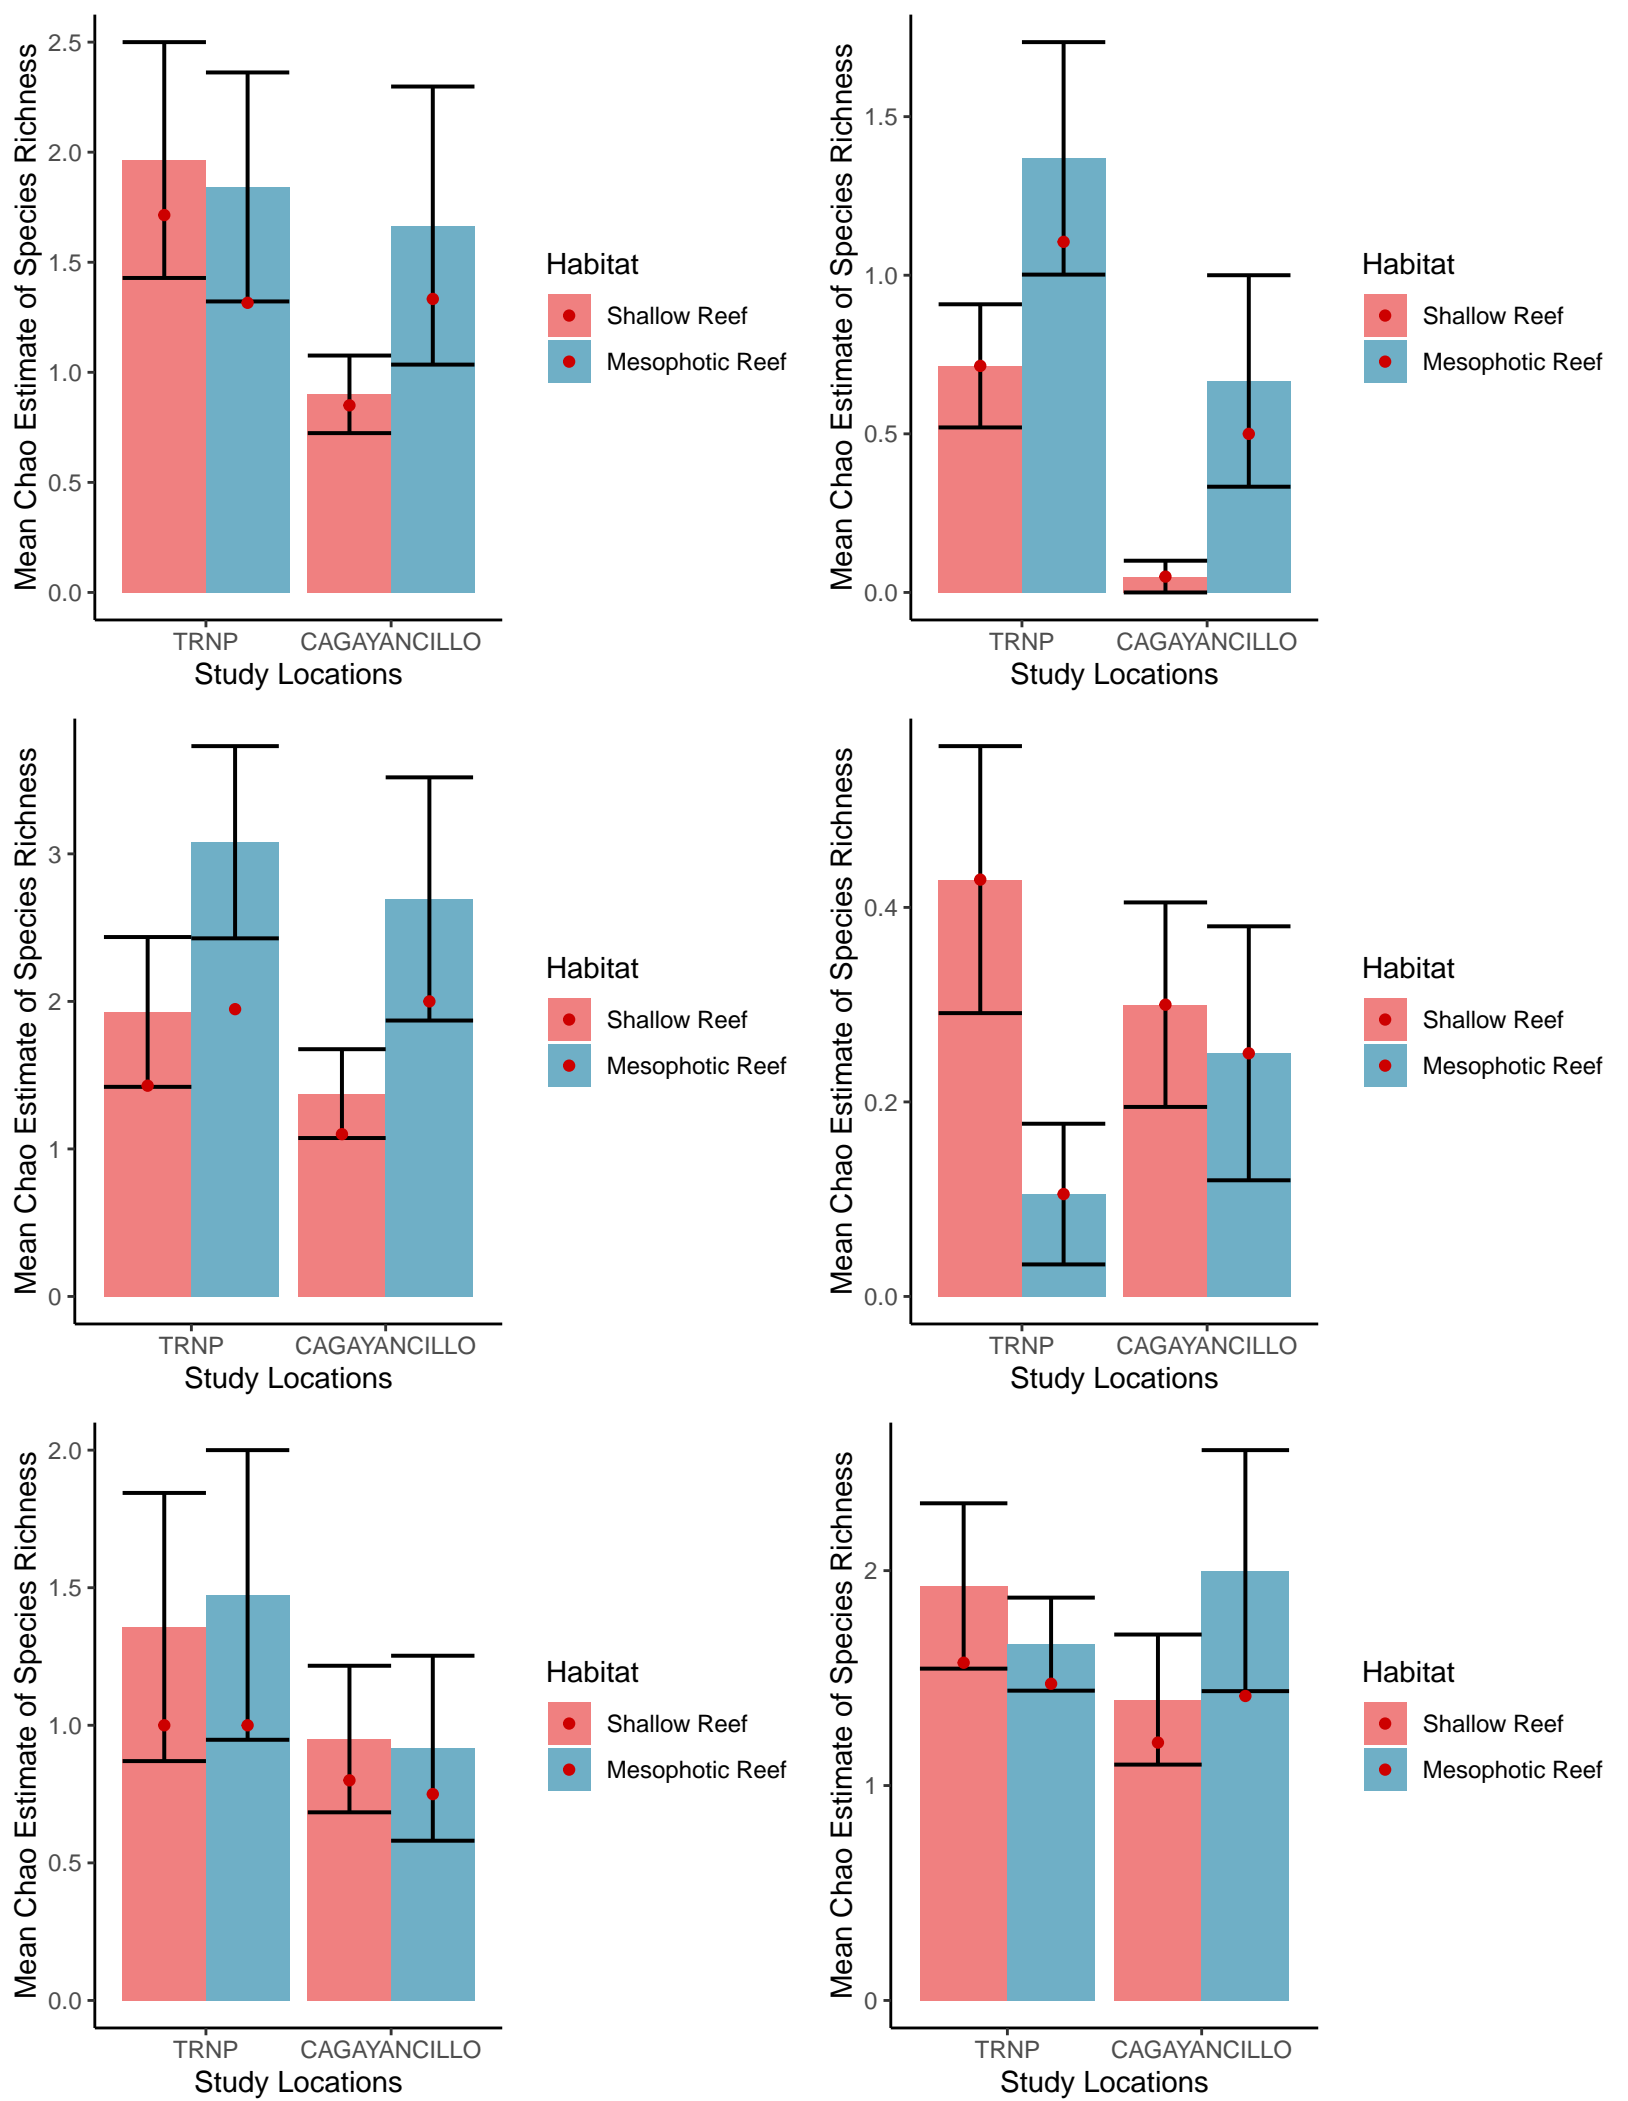 Mean Chao Estimate of Species Richness
2.5
2.0
1.5
1.0
0.5
0.0
TRNP
CAGAYANCILLO
Study Locations
Habitat
Shallow Reef
Mesophotic Reef
Mean Chao Estimate of Species Richness
1.5
1.0
0.5
0.0
TRNP
CAGAYANCILLO
Study Locations
Habitat
Shallow Reef
Mesophotic Reef
Mean Chao Estimate of Species Richness
3
2
1
0
TRNP
CAGAYANCILLO
Study Locations
Habitat
Shallow Reef
Mesophotic Reef
Mean Chao Estimate of Species Richness
0.4
0.2
0.0
TRNP
CAGAYANCILLO
Study Locations
Habitat
Shallow Reef
Mesophotic Reef
Mean Chao Estimate of Species Richness
2.0
1.5
1.0
0.5
0.0
TRNP
CAGAYANCILLO
Study Locations
Habitat
Shallow Reef
Mesophotic Reef
Mean Chao Estimate of Species Richness
2
1
0
TRNP
CAGAYANCILLO
Study Locations
Habitat
Shallow Reef
Mesophotic Reef